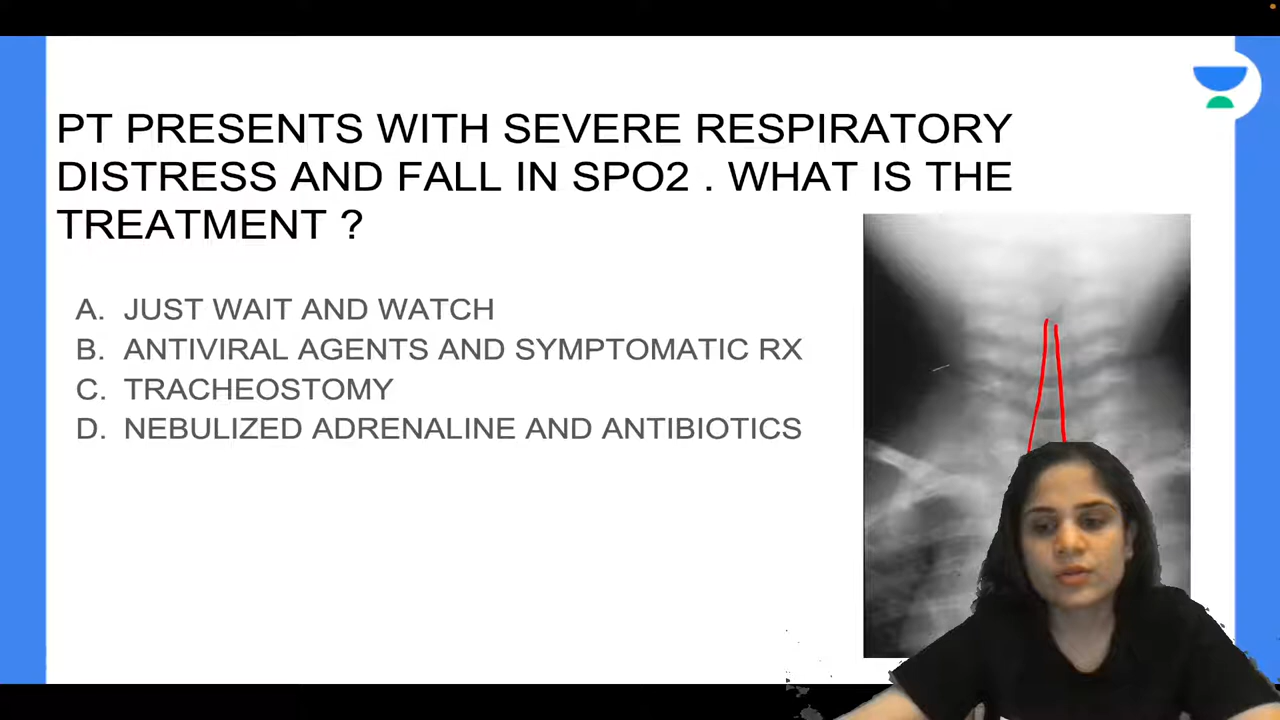 PT PRESENTS WITH SEVERE RESPIRATORY
DISTRESS AND FALL IN SPO2 . WHAT IS THE
TREATMENT ?
A. JUST WAIT AND WATCH
B. ANTIVIRAL AGENTS AND SYMPTOMATIC RX
C. TRACHEOSTOMY
D. NEBULIZED ADRENALINE AND ANTIBIOTICS